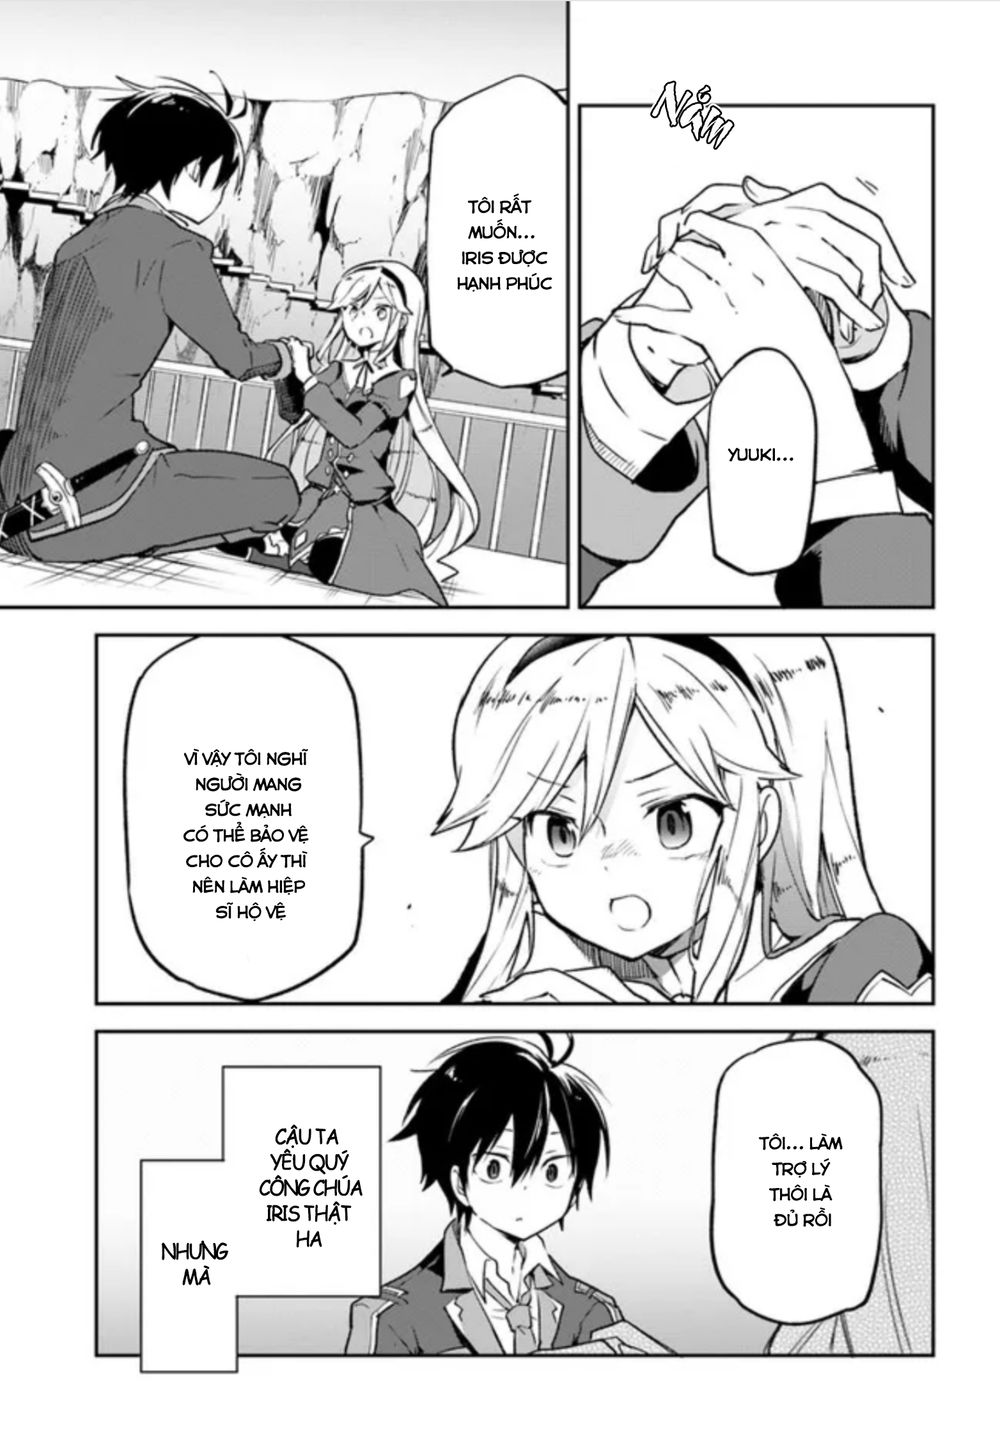 Nắm
YUUKI...
TÔI RẤT
MUỐN...
IRIS ĐƯỢC
HẠNH PHÚC
VÌ VẬY TÔI NGHĨ
NGƯỜI MANG
SỨC MẠNH
CÓ THỂ BẢO VỆ
CHO CÔ ẤY THÌ
NÊN LÀM HIỆP
SĨ HỘ VỆ
TÔI... LÀM
TRỢ LÝ
THÔI LÀ
ĐỦ RỒI
CẬU TA
YÊU QUÝ
CÔNG CHÚA
IRIS THẬT
HA
NHƯNG
MÀ